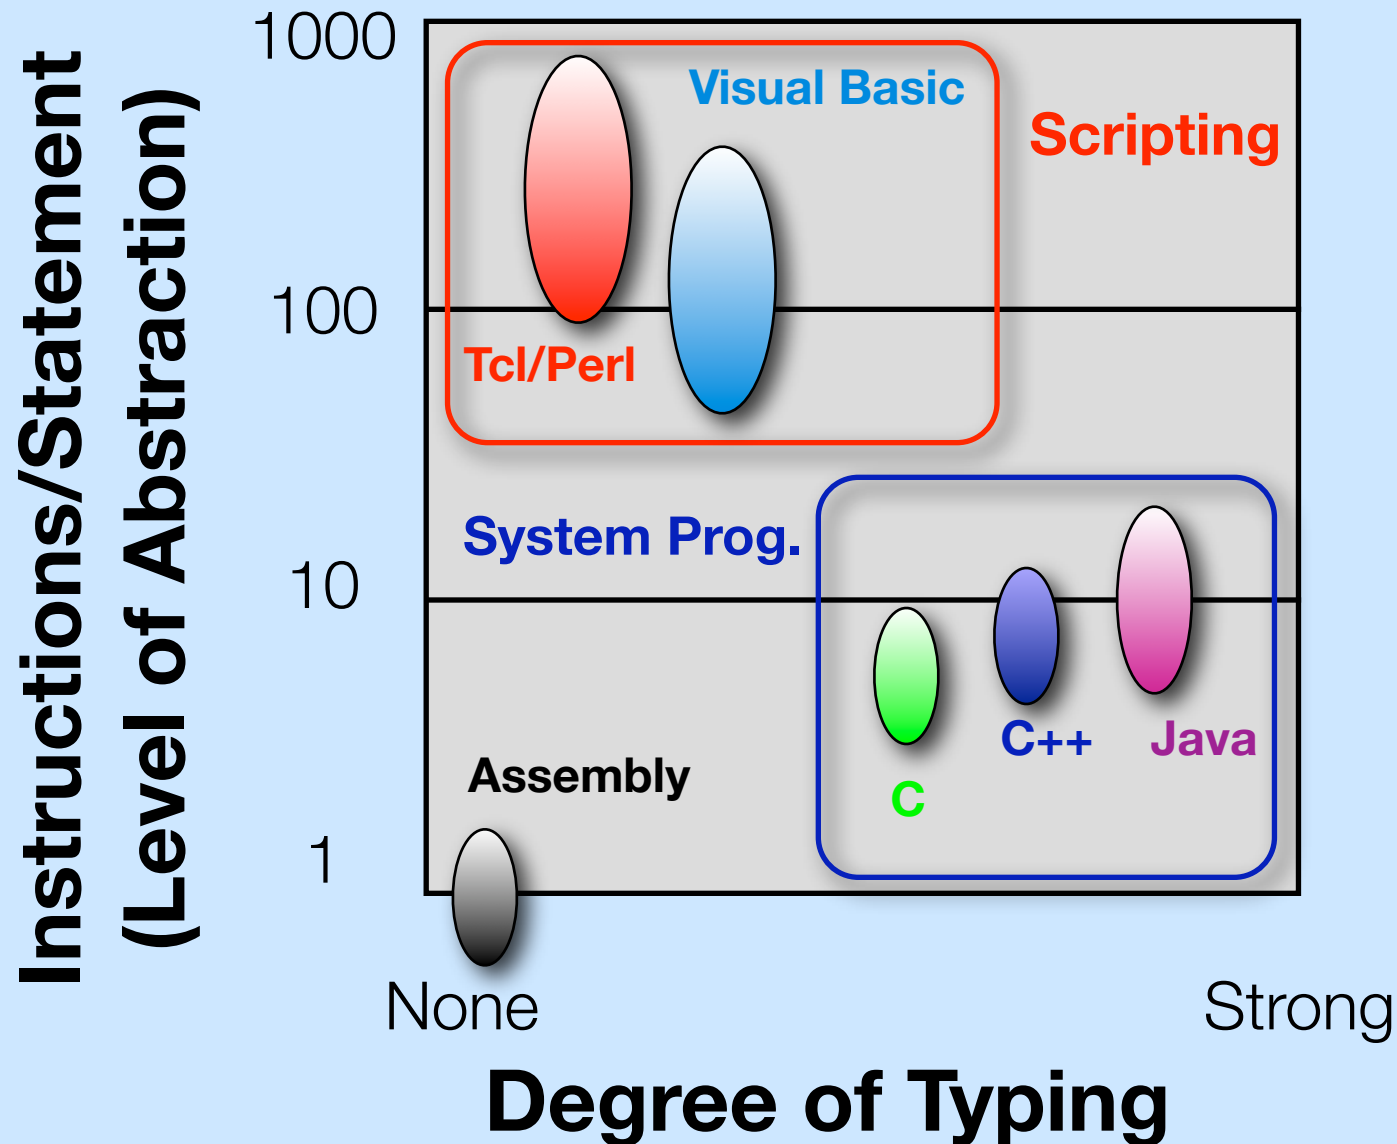 Instructions/Statement
(Level of Abstraction)
1000
100
10
1
Visual Basic
Scripting
Tcl/Perl
System Prog.
C++
Java
Assembly
C
None
Strong
Degree of Typing